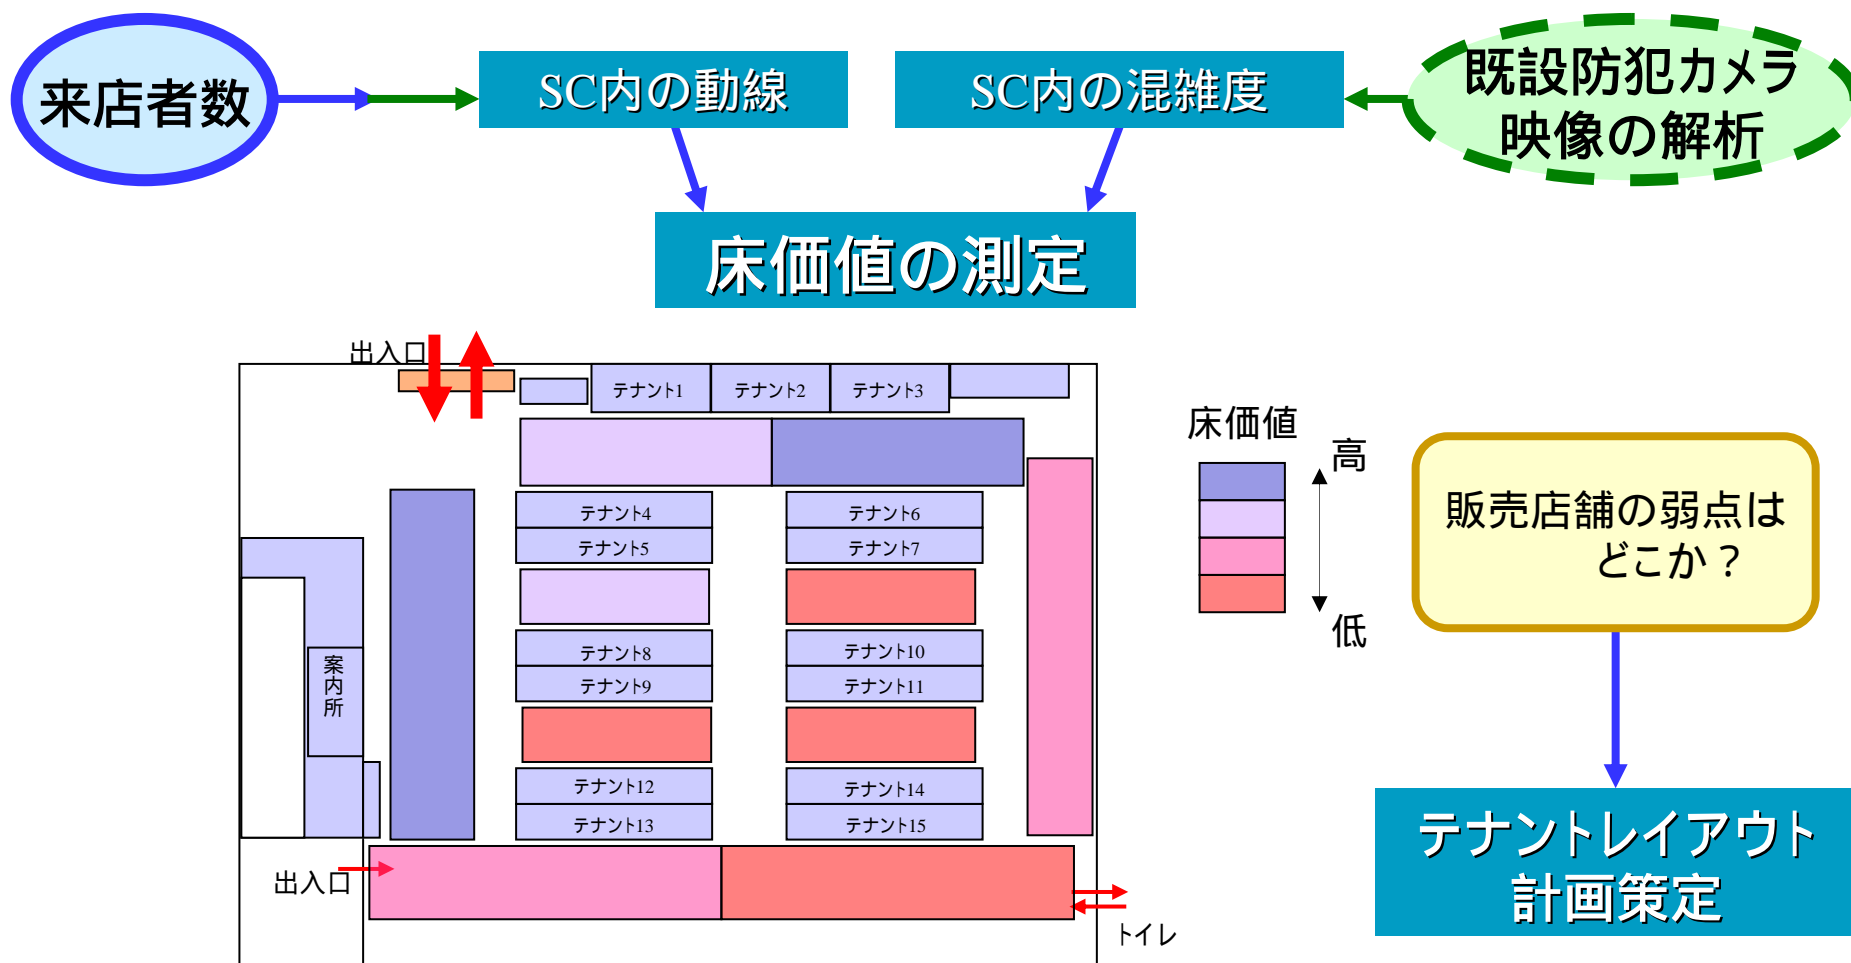 来店者数
SC内の動線
SC内の混雑度
既設防犯カメラ
映像の解析
床価値の測定
出入口
テナント1
テナント2
テナント3
テナント4
テナント5
テナント6
テナント7
テナント8
テナント9
テナント10
テナント11
テナント12
テナント13
テナント14
テナント15
案内所
出入口
トイレ
床価値
高
低
販売店舗の弱点は
どこか？
テナントレイアウト
計画策定